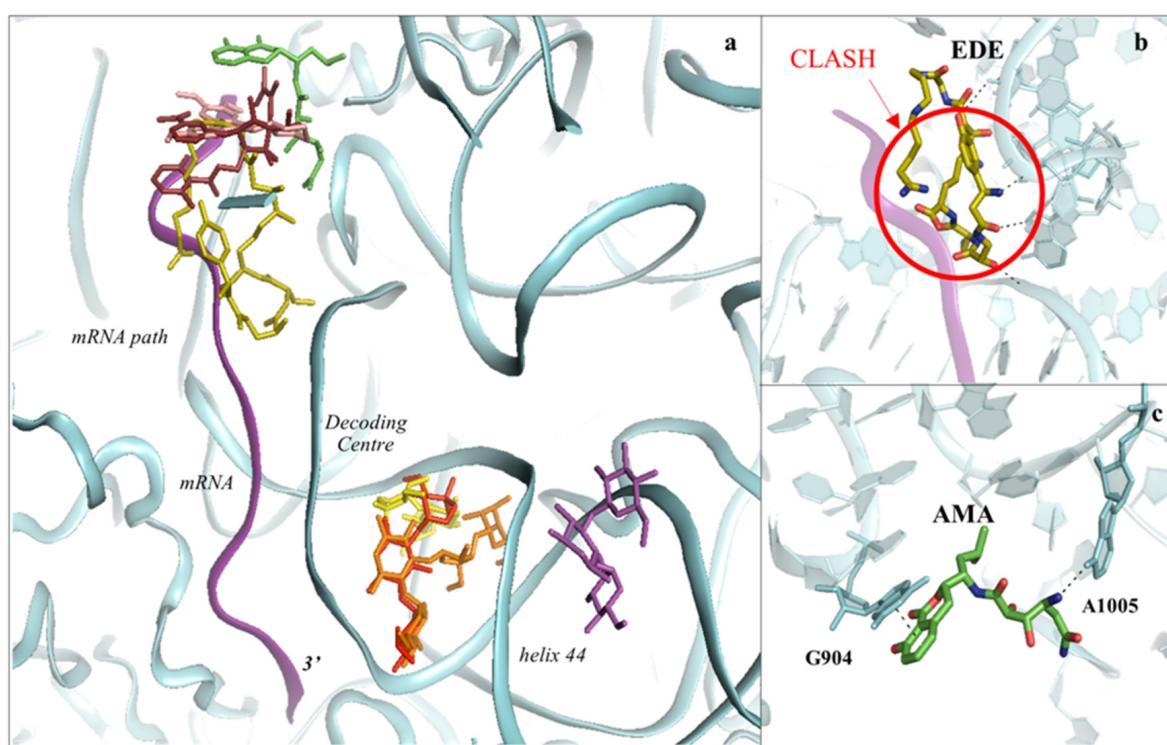 a
mRNA path
Decoding
Centre
mRNA
3’
helix 44
b
EDE
CLASH
c
AMA
A1005
G904